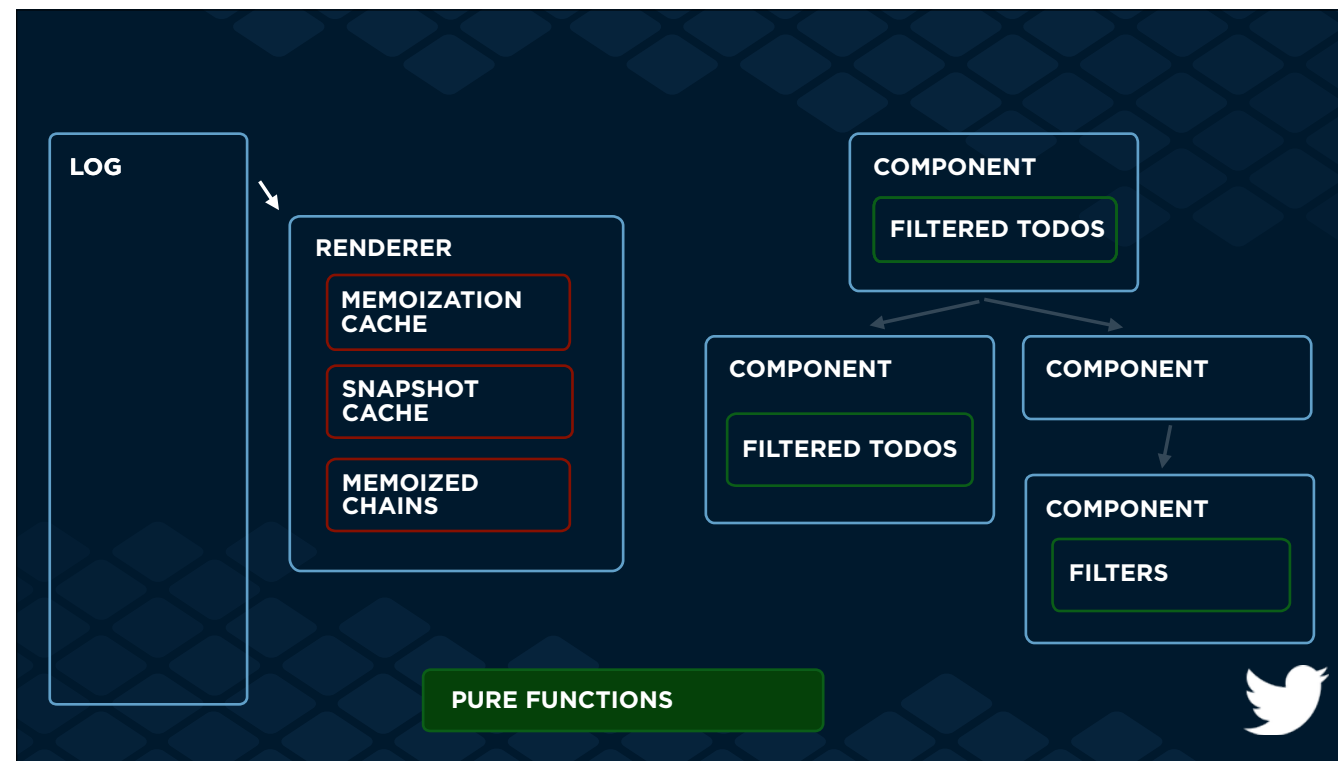 LOG
RENDERER
MEMOIZATION
CACHE
SNAPSHOT
CACHE
MEMOIZED
CHAINS
COMPONENT
FILTERED TODOS
COMPONENT
FILTERED TODOS
COMPONENT
COMPONENT
FILTERS
PURE FUNCTIONS